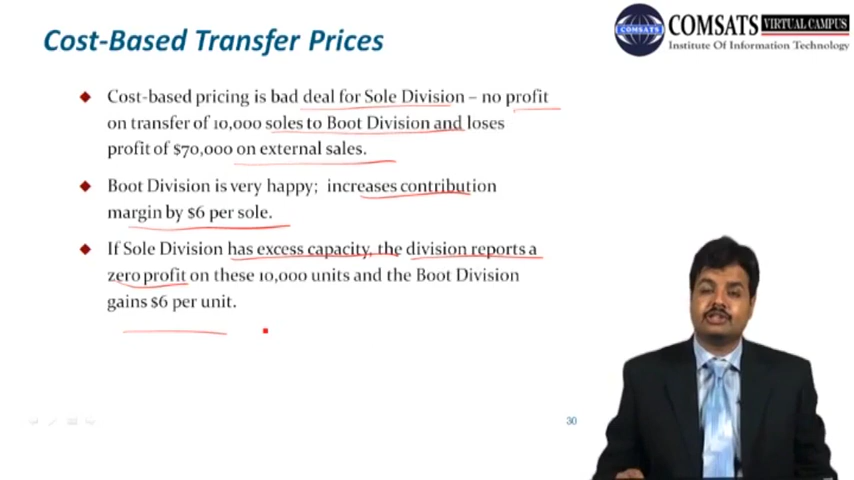 Cost-Based Transfer Prices
COMSATS VIRTUAL CAMPUS
Institute Of Information Technology
COMSATS
Cost-based pricing is bad deal for Sole Division – no profit
on transfer of 10,000 soles to Boot Division and loses
profit of $70,000 on external sales.
Boot Division is very happy; increases contribution
margin by $6 per sole.
If Sole Division has excess capacity, the division reports a
zero profit on these 10,000 units and the Boot Division
gains $6 per unit.
30